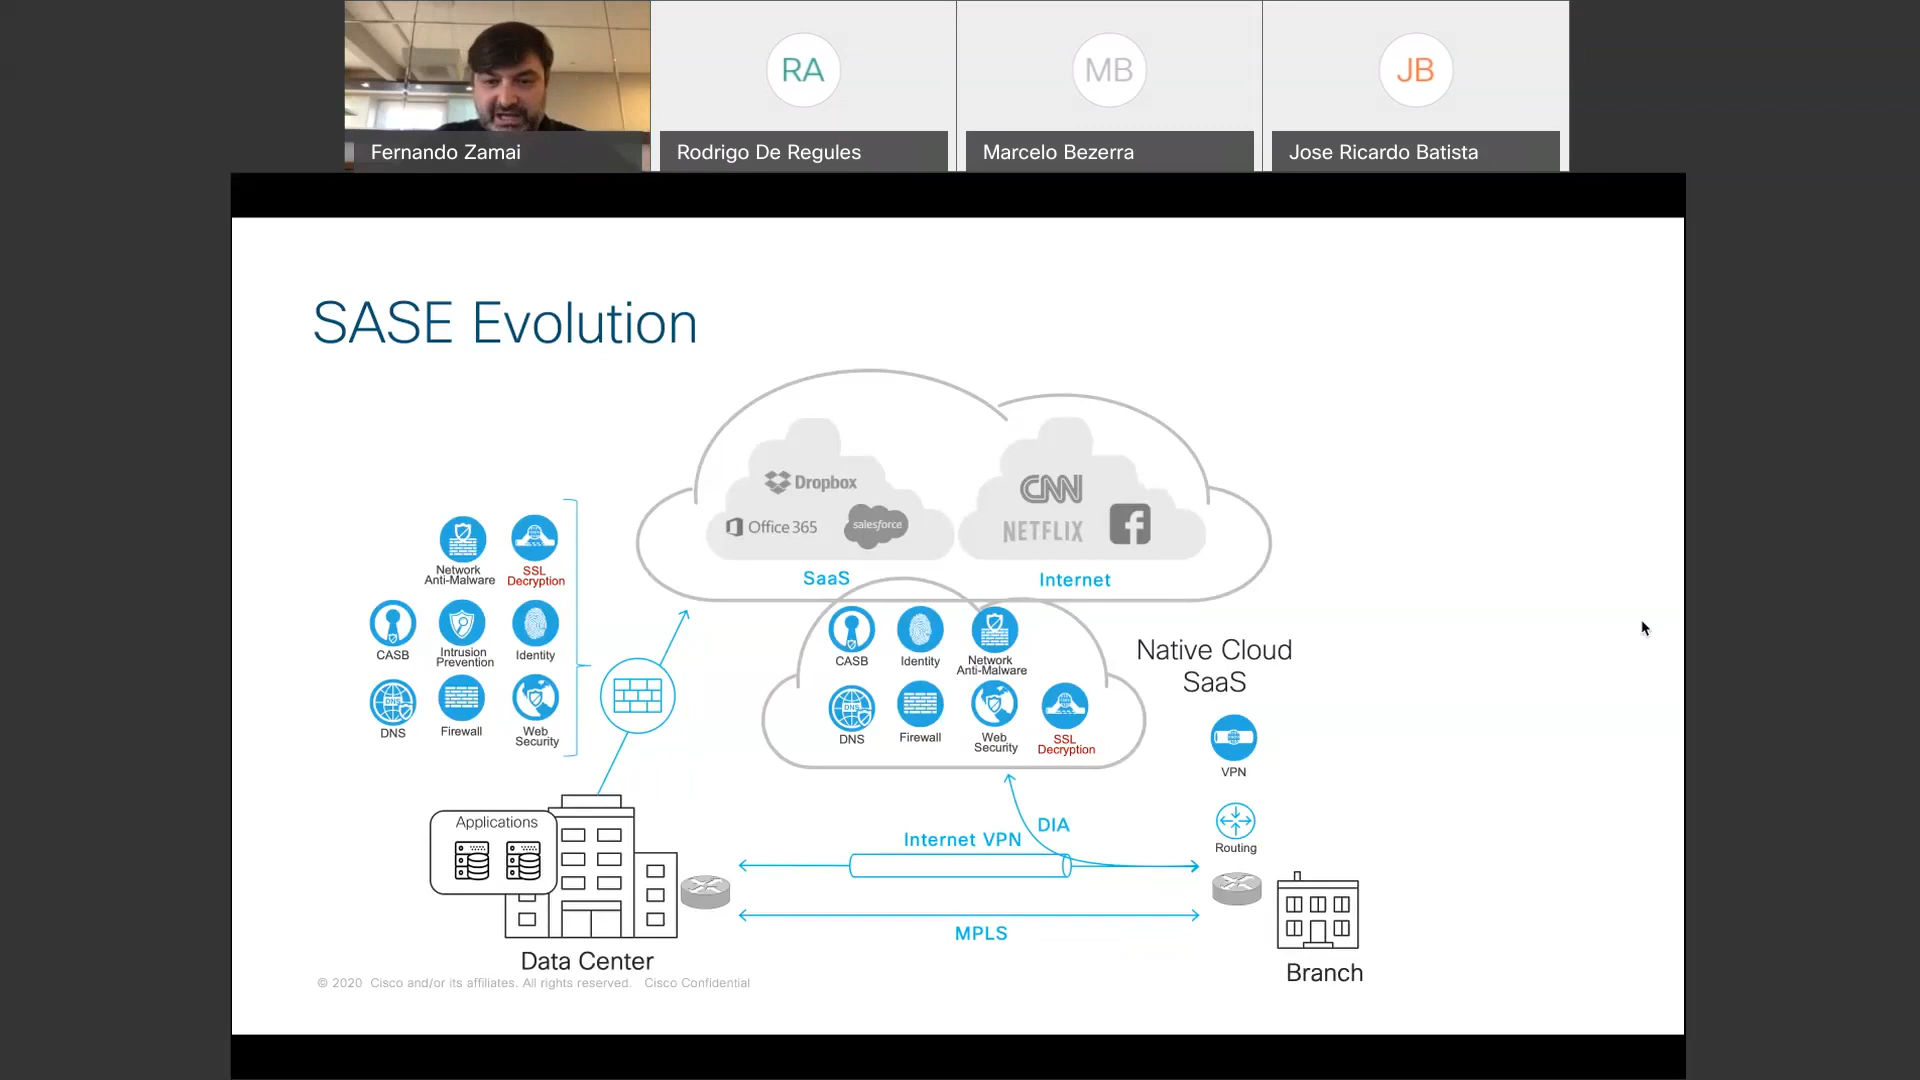 RA
MB
JB
Fernando Zamai
Rodrigo De Regules
Marcelo Bezerra
Jose Ricardo Batista
SASE Evolution
Dropbox
Office 365
salesforce
CNN
NETFLIX
f
SaaS
Internet
Network
Anti-Malware
SSL
Decryption
CASB
Intrusion
Prevention
Identity
DNS
DNS
Firewall
Web
Security
CASB
Identity
Network
Anti-Malware
DNS
DNS
Firewall
Web
Security
SSL
Decryption
Native Cloud
SaaS
VPN
Routing
Applications
Internet VPN
DIA
MPLS
Data Center
Branch
© 2020 Cisco and/or its affiliates. All rights reserved. Cisco Confidential